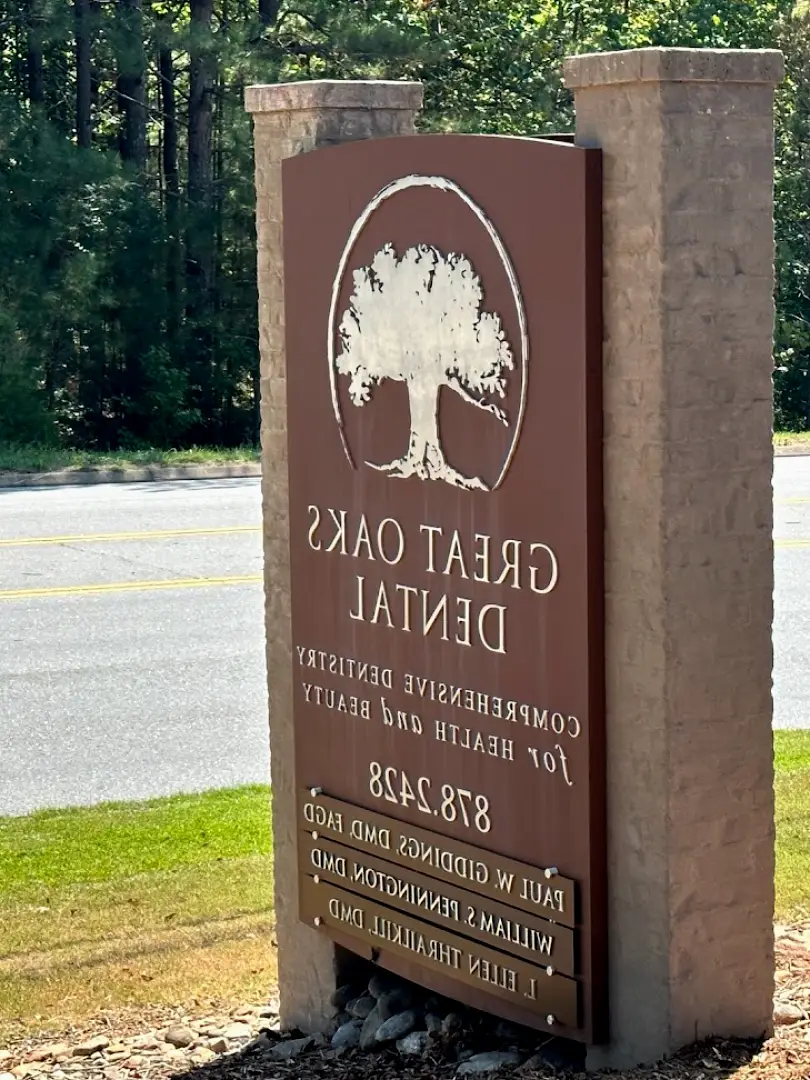 GREAT OAKS
DENTAL
COMPREHENSIVE DENTISTRY
for HEALTH and BEAUTY
878.2428
PAUL W. GIDDINGS, DMD, FAGD
WILLIAM S. PENNINGTON, DMD
L. ELLEN THRAILKILL, DMD